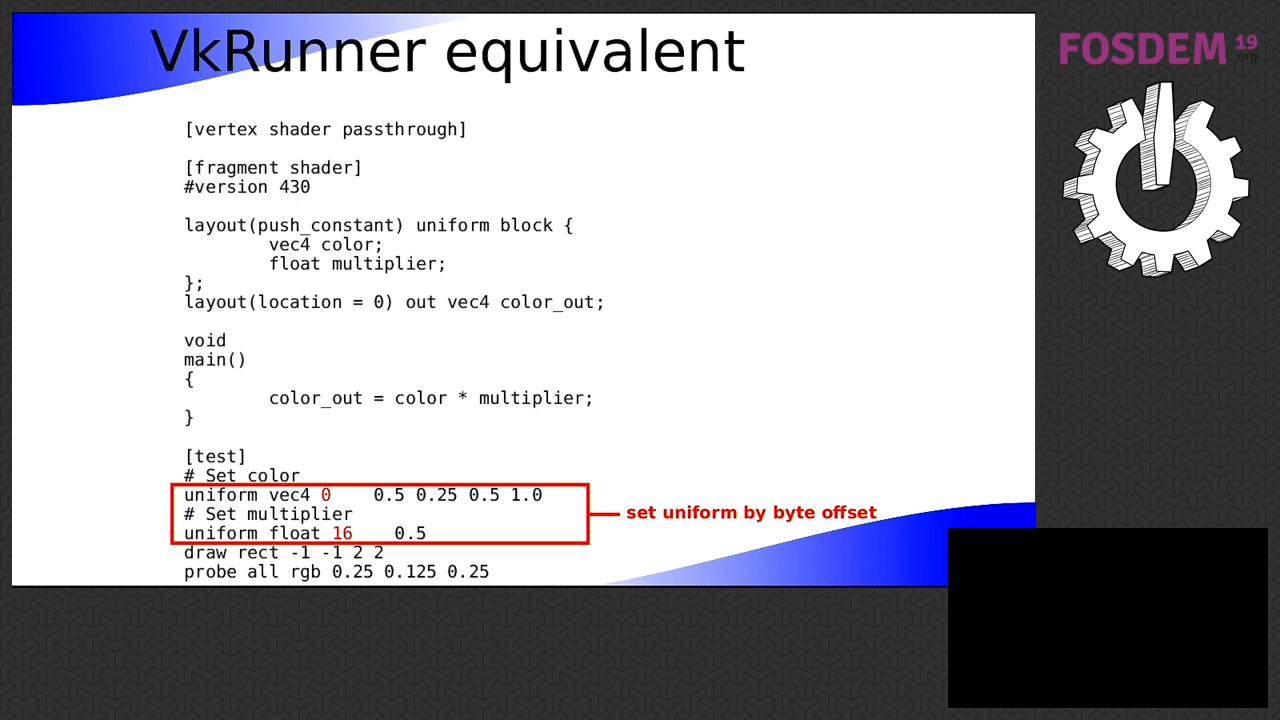 VkRunner equivalent
FOSDEM 19 .org
[vertex shader passthrough]
[fragment shader]
#version 430
layout(push_constant) uniform block {
vec4 color;
float multiplier;
};
layout(location = 0) out vec4 color_out;
void
main()
{
color_out = color * multiplier;
}
[test]
# Set color
uniform vec4 0 0.5 0.25 0.5 1.0
# Set multiplier
set uniform by byte offset
uniform float 16 0.5
draw rect -1 -1 2 2
probe all rgb 0.25 0.125 0.25